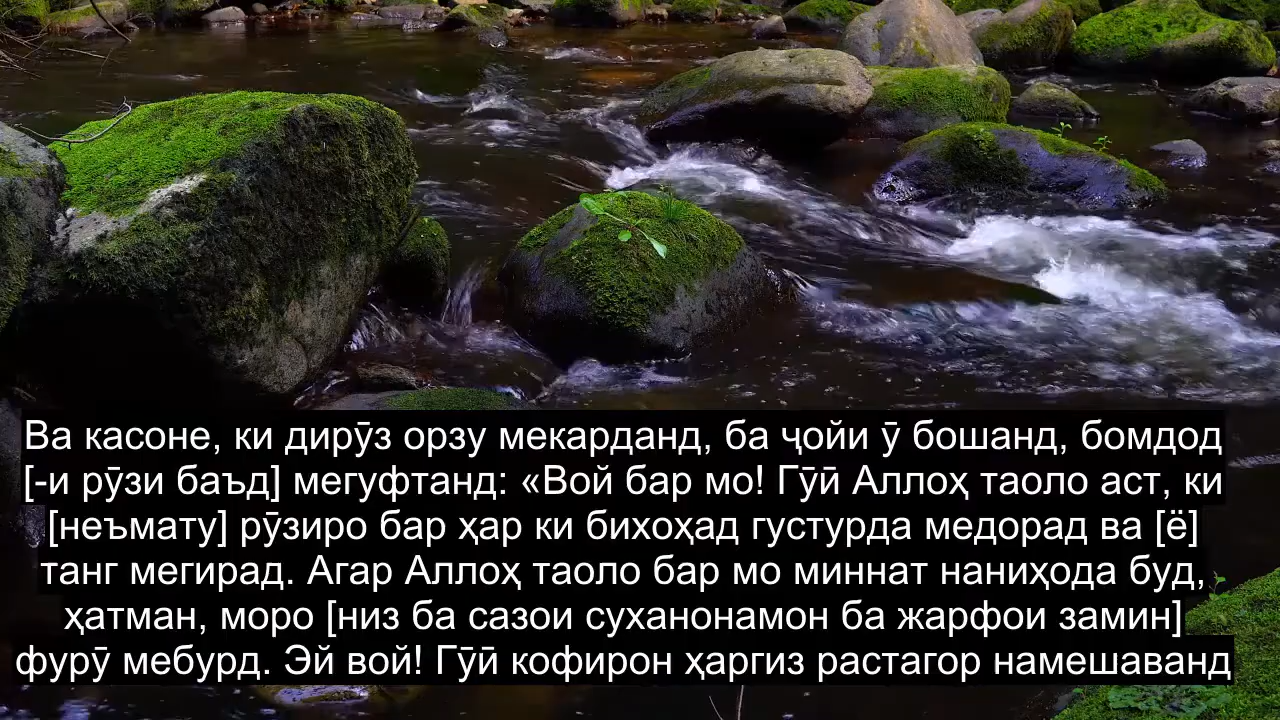 Ва касоне, ки дирӯз орзу мекарданд, ба ҷойи ӯ бошанд, бомдод
[-и рӯзи баъд] мегуфтанд: «Вой бар мо! Гӯӣ Аллоҳ таоло аст, ки
[неъмату] рӯзиро бар ҳар ки бихоҳад густурда медорад ва [ё]
танг мегирад. Агар Аллоҳ таоло бар мо миннат наниҳода буд,
ҳатман, моро [низ ба сазои суханонамон ба жарфои замин]
фурӯ мебурд. Эй вой! Гӯӣ кофирон ҳаргиз растагор намешаванд